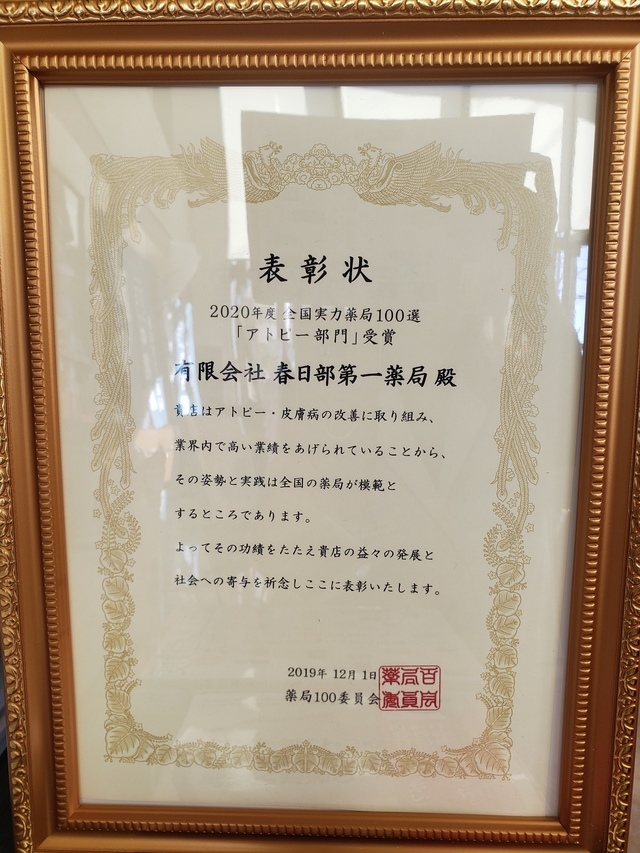 表彰状
2020年度 全国実力薬局100選
「アトピー部門」受賞
有限会社 春日部第一薬局 殿
貴店はアトピー・皮膚病の改善に取り組み、
業界内で高い業績をあげられていることから、
その姿勢と実践は全国の薬局が模範と
するところであります。
よってその功績をたたえ貴店の益々の発展と
社会への寄与を祈念しここに表彰いたします。
2019年 12月 1日
薬局100委員会